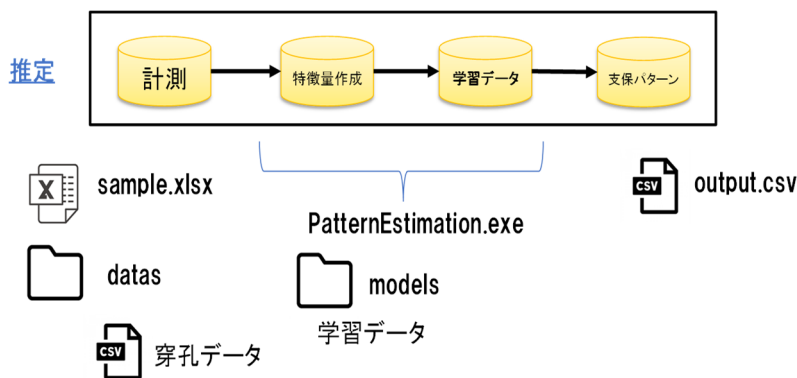 推定
計測
特徴量作成
学習データ
支保パターン
X
sample.xlsx
PatternEstimation.exe
CSV
output.csv
datas
models
学習データ
CSV
穿孔データ